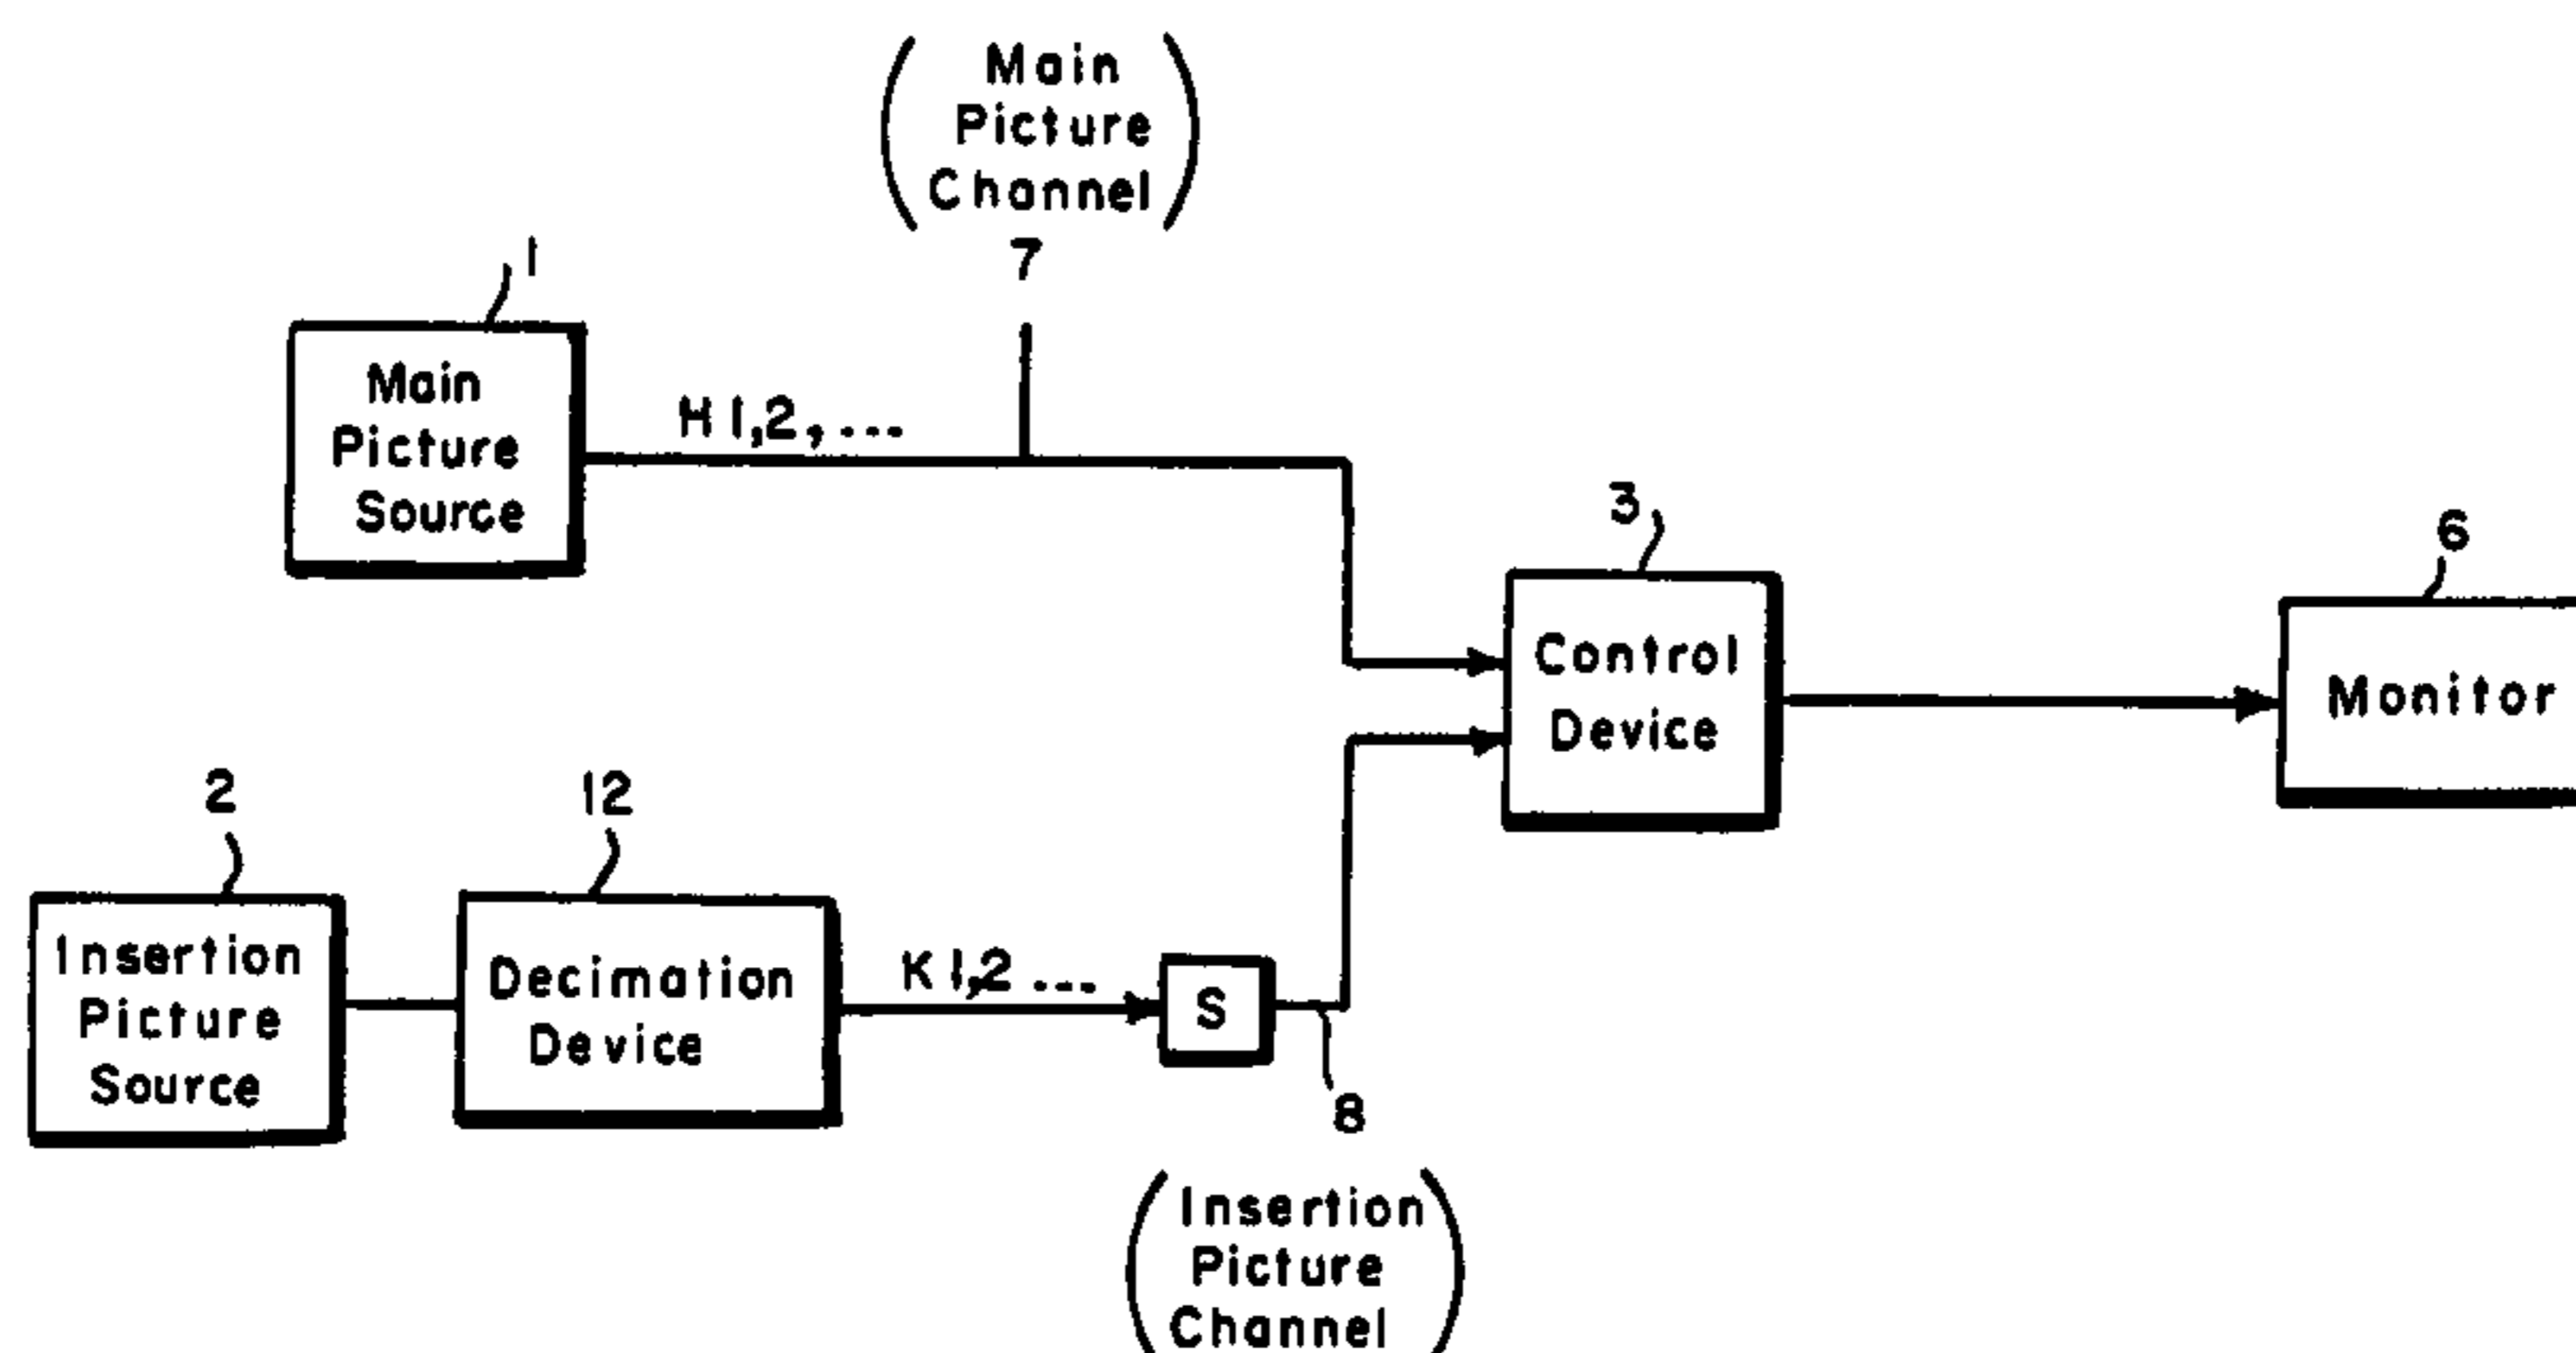 Main
Picture
Channel
7
1
Main
Picture
Source
H 1,2, ...
3
Control
Device
6
Monitor
2
Insertion
Picture
Source
12
Decimation
Device
K 1,2 ...
S
8
Insertion
Picture
Channel